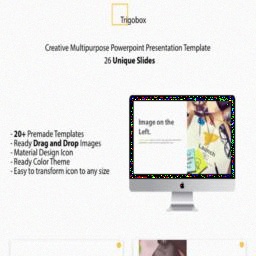 Trigobox
Creative Multipurpose Powerpoint Presentation Template
26 Unique Slides
- 20+ Premade Templates
- Ready Drag and Drop Images
- Material Design Icon
- Ready Color Theme
- Easy to transform icon to any size
Image on the
Left.